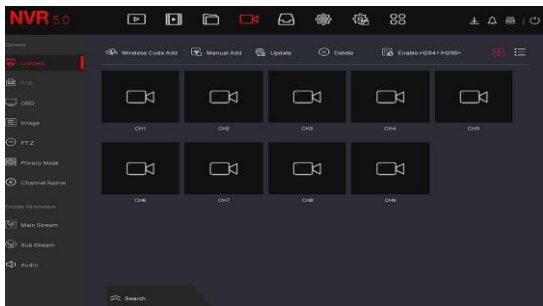 NVR 5.0
Camera
Wireless Code Add
Manual Add
Update
Delete
Enable H264+/H265+
Camera
POE
OSD
Image
PTZ
Privacy Mask
Channel Name
Encode Parameters
Main Stream
Sub Stream
Audio
CH1
CH2
CH3
CH4
CH5
CH6
CH7
CH8
CH9
Search